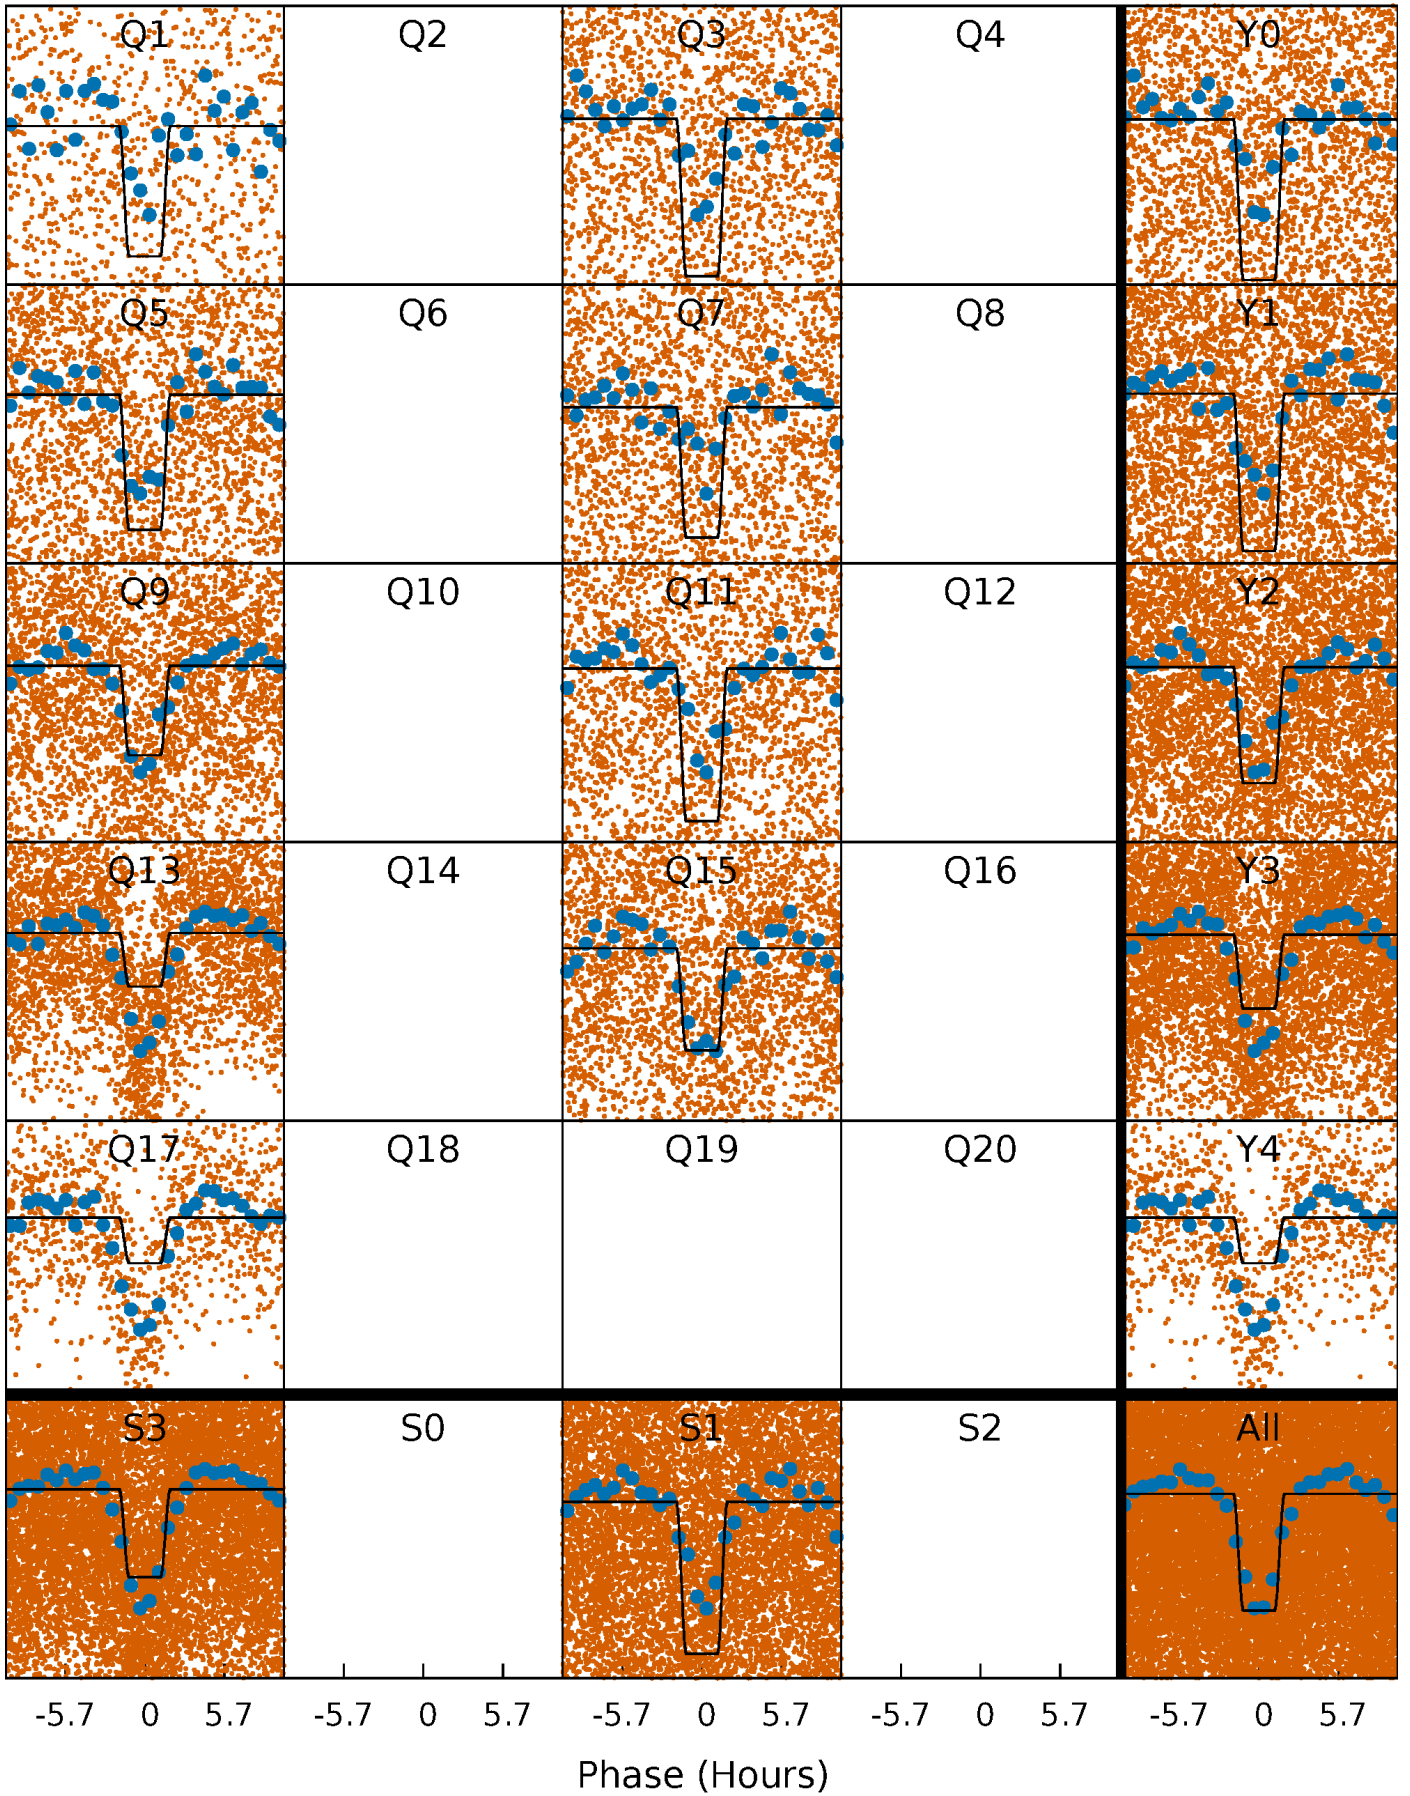 Q1 Q2 Q3 Q4 Y0
Q5 Q6 Q7 Q8 Y1
Q9 Q10 Q11 Q12 Y2
Q13 Q14 Q15 Q16 Y3
Q17 Q18 Q19 Q20 Y4
S3 S0 S1 S2 All
-5.7 0 5.7 -5.7 0 5.7 -5.7 0 5.7 -5.7 0 5.7 -5.7 0 5.7
Phase (Hours)